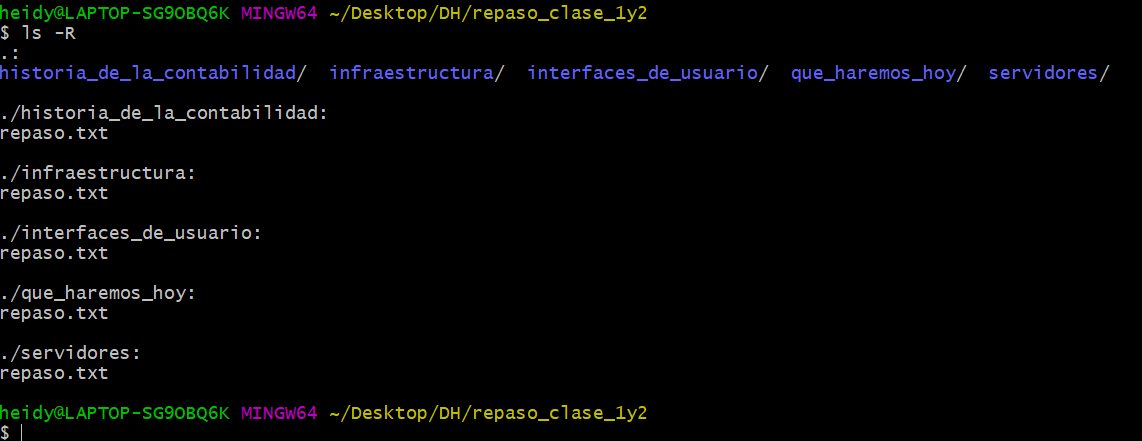 heidy@LAPTOP-SG9OBQ6K MINGW64 ~/Desktop/DH/repaso_clase_1y2
$ ls -R
.:
historia_de_la_contabilidad/  infraestructura/  interfaces_de_usuario/  que_haremos_hoy/  servidores/
./historia_de_la_contabilidad:
repaso.txt
./infraestructura:
repaso.txt
./interfaces_de_usuario:
repaso.txt
./que_haremos_hoy:
repaso.txt
./servidores:
repaso.txt
heidy@LAPTOP-SG9OBQ6K MINGW64 ~/Desktop/DH/repaso_clase_1y2
$